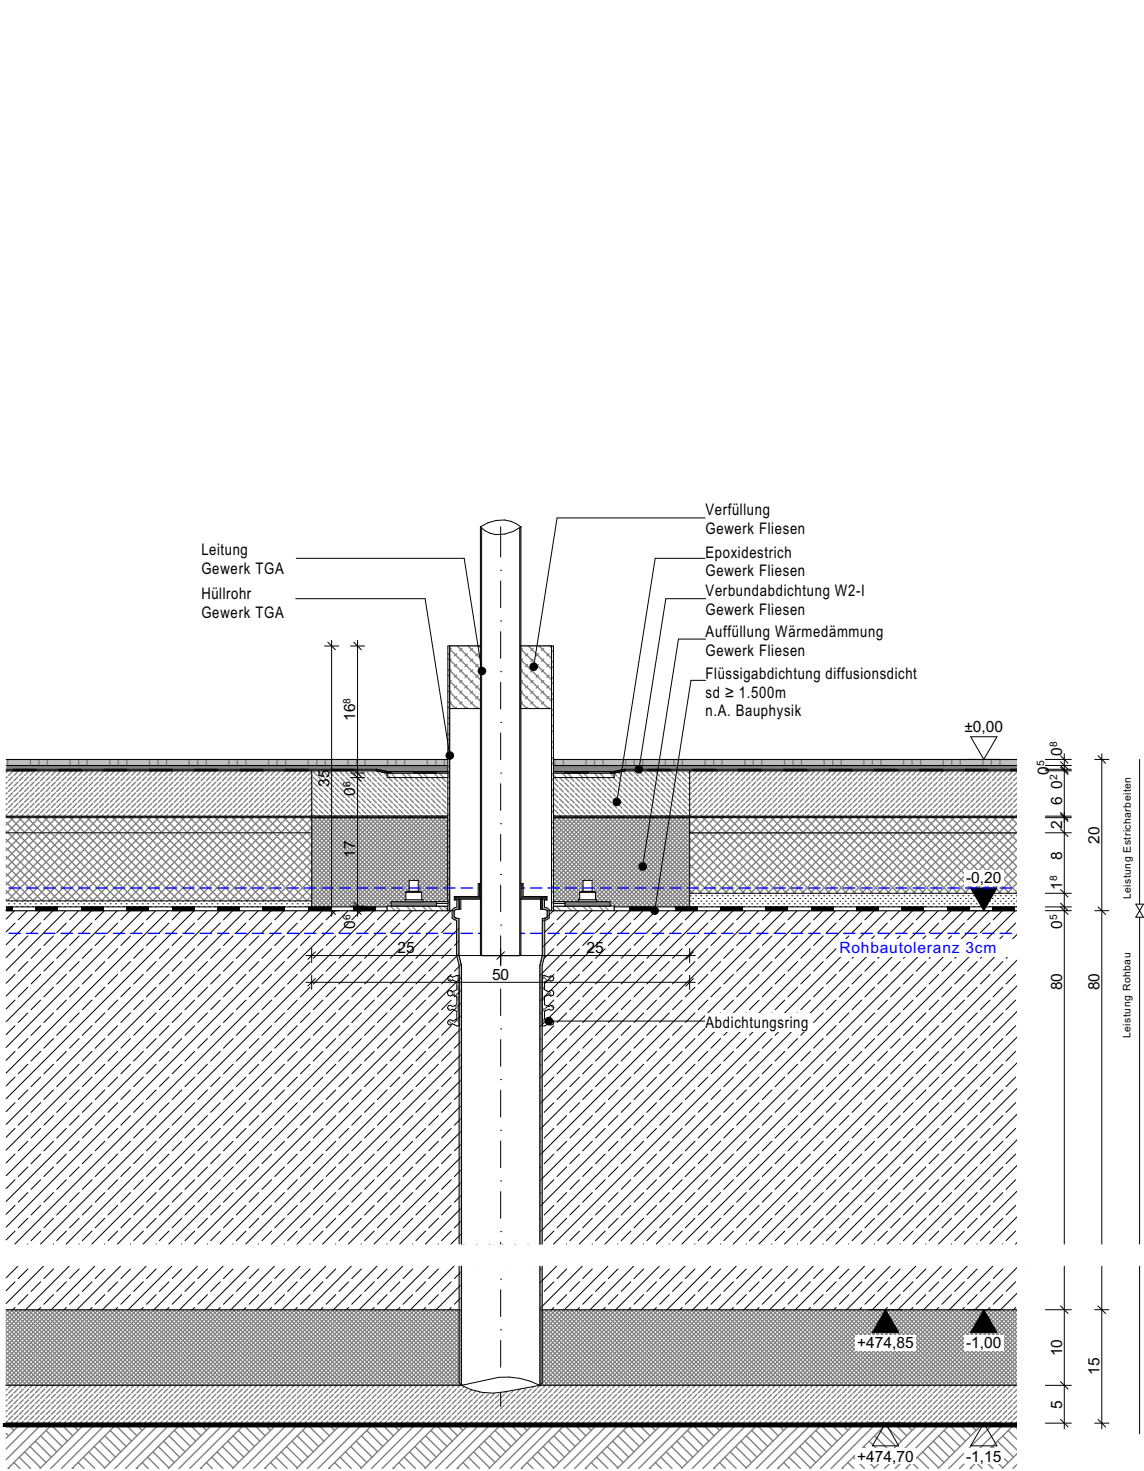 Verfüllung
Gewerk Fliesen
Leitung
Gewerk TGA
Epoxidestrich
Gewerk Fliesen
Hüllrohr
Gewerk TGA
Verbundabdichtung W2-I
Gewerk Fliesen
Auffüllung Wärmedämmung
Gewerk Fliesen
Flüssigabdichtung diffusionsdicht
sd ≥ 1.500m
n.A. Bauphysik
16⁸
35
0⁶
17
0⁶
±0,00
0⁸
0⁵
0²
6
2
8
1⁸
0⁵
20
Leistung Estricharbeiten
-0,20
Rohbautoleranz 3cm
25
25
50
Abdichtungsring
80
80
Leistung Rohbau
+474,85
-1,00
10
15
5
+474,70
-1,15